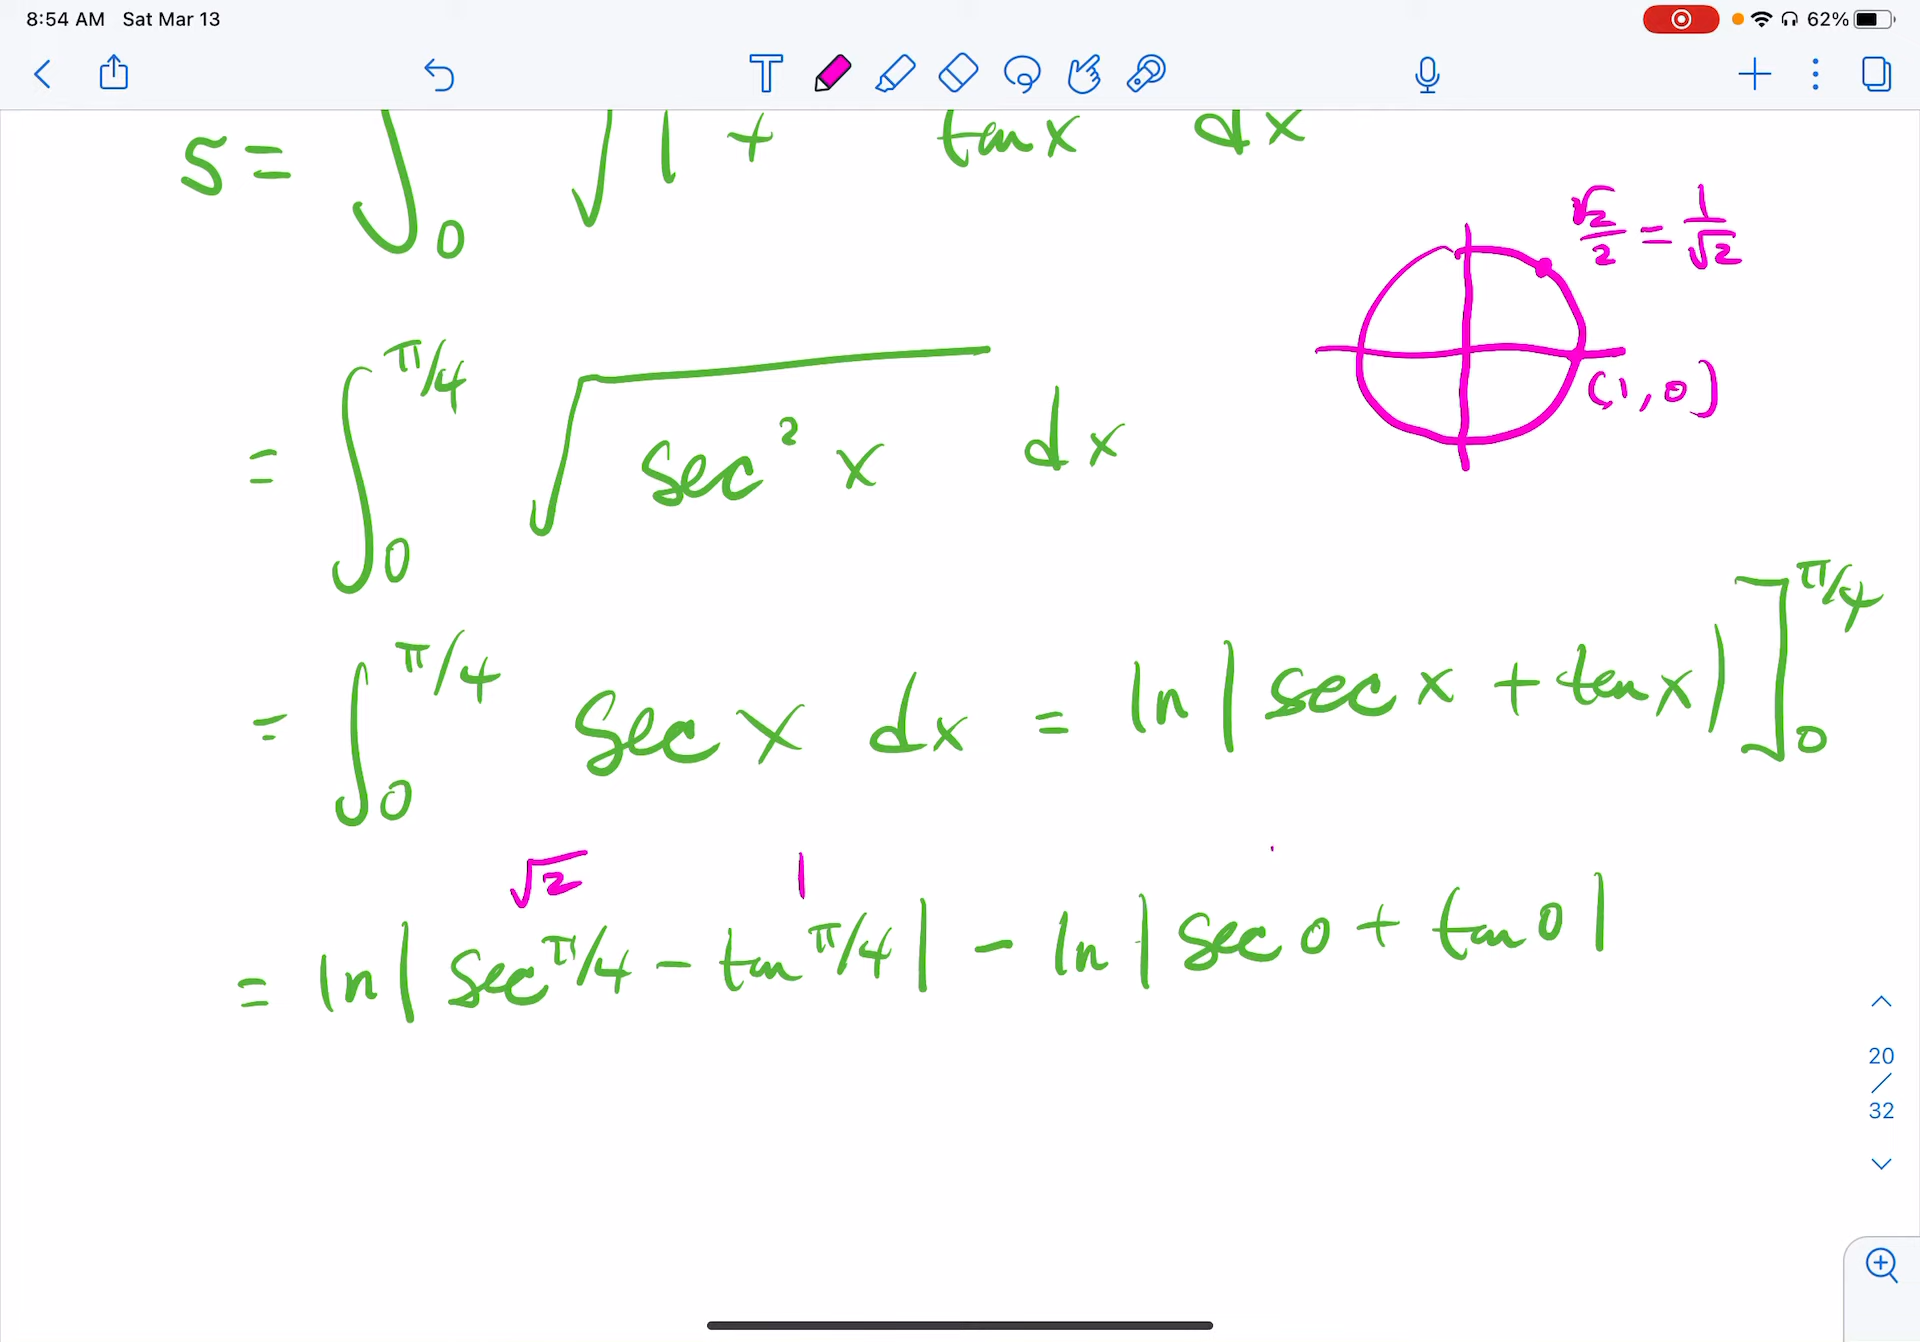 8:54 AM Sat Mar 13
62%
S = ∫₀ √1 + tan x dx
√2/2 = 1/√2
(1, 0)
= ∫₀^π/4 √sec² x dx
= ∫₀^π/4 sec x dx = ln | sec x + tan x | ]₀^π/4
√2 1
= ln | sec π/4 − tan π/4 | − ln | sec 0 + tan 0 |
20
/
32